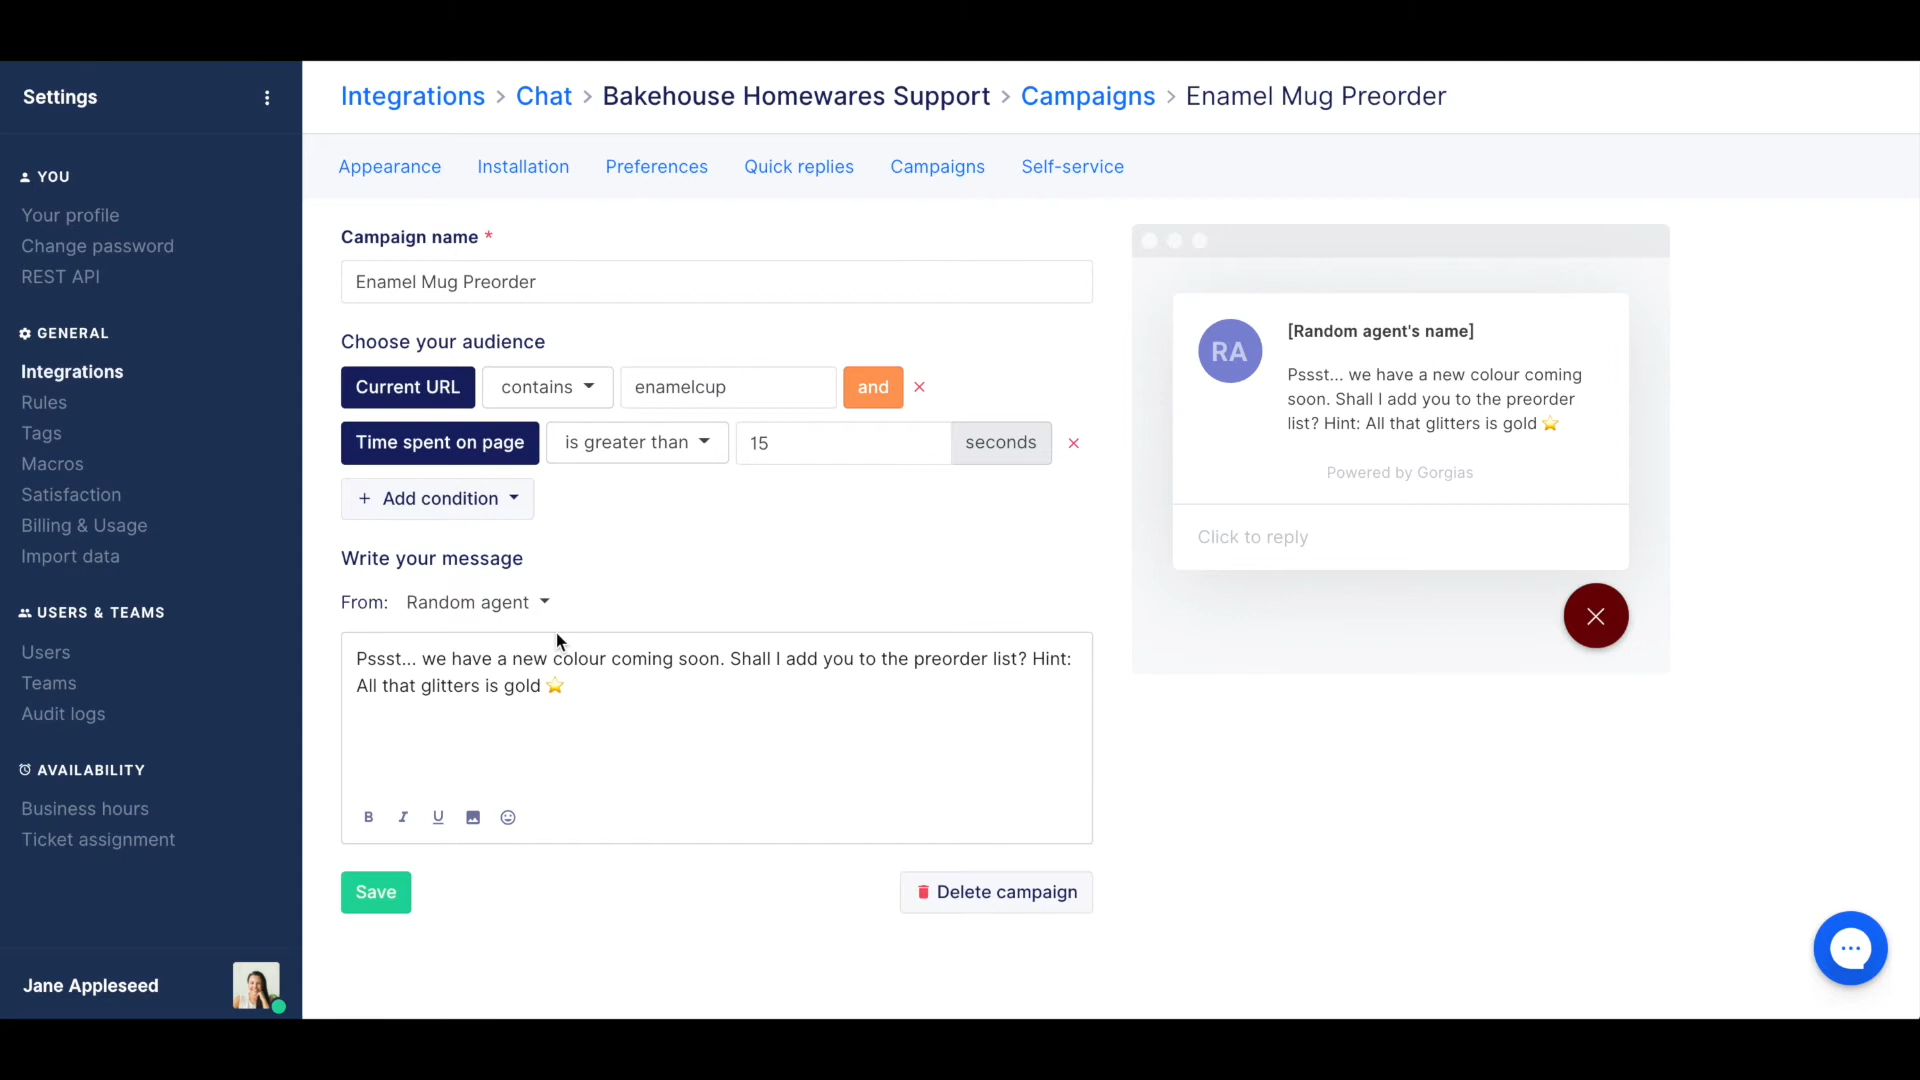 Settings
YOU
Your profile
Change password
REST API
GENERAL
Integrations
Rules
Tags
Macros
Satisfaction
Billing & Usage
Import data
USERS & TEAMS
Users
Teams
Audit logs
AVAILABILITY
Business hours
Ticket assignment
Jane Appleseed
Integrations > Chat > Bakehouse Homewares Support > Campaigns > Enamel Mug Preorder
Appearance Installation Preferences Quick replies Campaigns Self-service
Campaign name *
Enamel Mug Preorder
Choose your audience
Current URL contains enamelcup and
Time spent on page is greater than 15 seconds
+ Add condition
Write your message
From: Random agent
Pssst... we have a new colour coming soon. Shall I add you to the preorder list? Hint:
All that glitters is gold ⭐
B I U
Save
Delete campaign
RA
[Random agent's name]
Pssst... we have a new colour coming
soon. Shall I add you to the preorder
list? Hint: All that glitters is gold ⭐
Powered by Gorgias
Click to reply